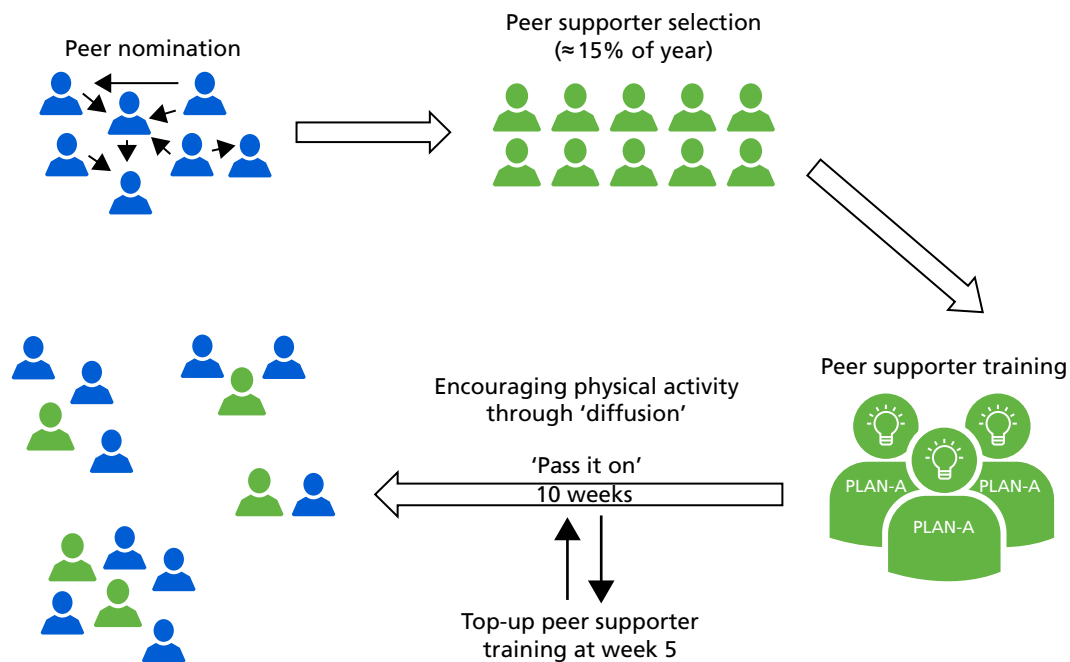 Peer nomination
Peer supporter selection
(≈15% of year)
Peer supporter training
PLAN-A
PLAN-A
PLAN-A
Encouraging physical activity
through ‘diffusion’
‘Pass it on’
10 weeks
Top-up peer supporter
training at week 5